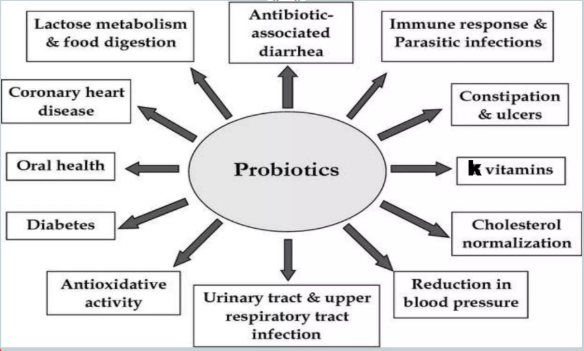 Antibiotic-
associated
diarrhea
Immune response &
Parasitic infections
Constipation
& ulcers
k vitamins
Cholesterol
normalization
Reduction in
blood pressure
Urinary tract & upper
respiratory tract
infection
Antioxidative
activity
Diabetes
Oral health
Coronary heart
disease
Lactose metabolism
& food digestion
Probiotics